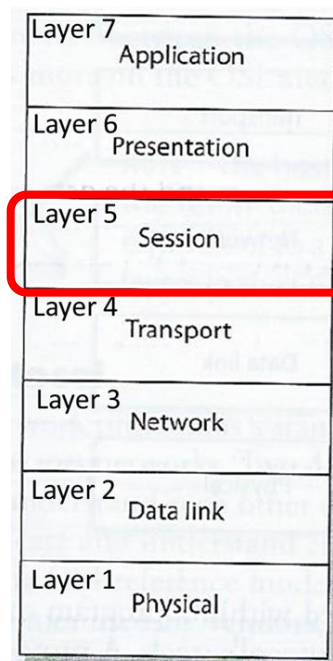 Layer 7
Application
Layer 6
Presentation
Layer 5
Session
Layer 4
Transport
Layer 3
Network
Layer 2
Data link
Layer 1
Physical